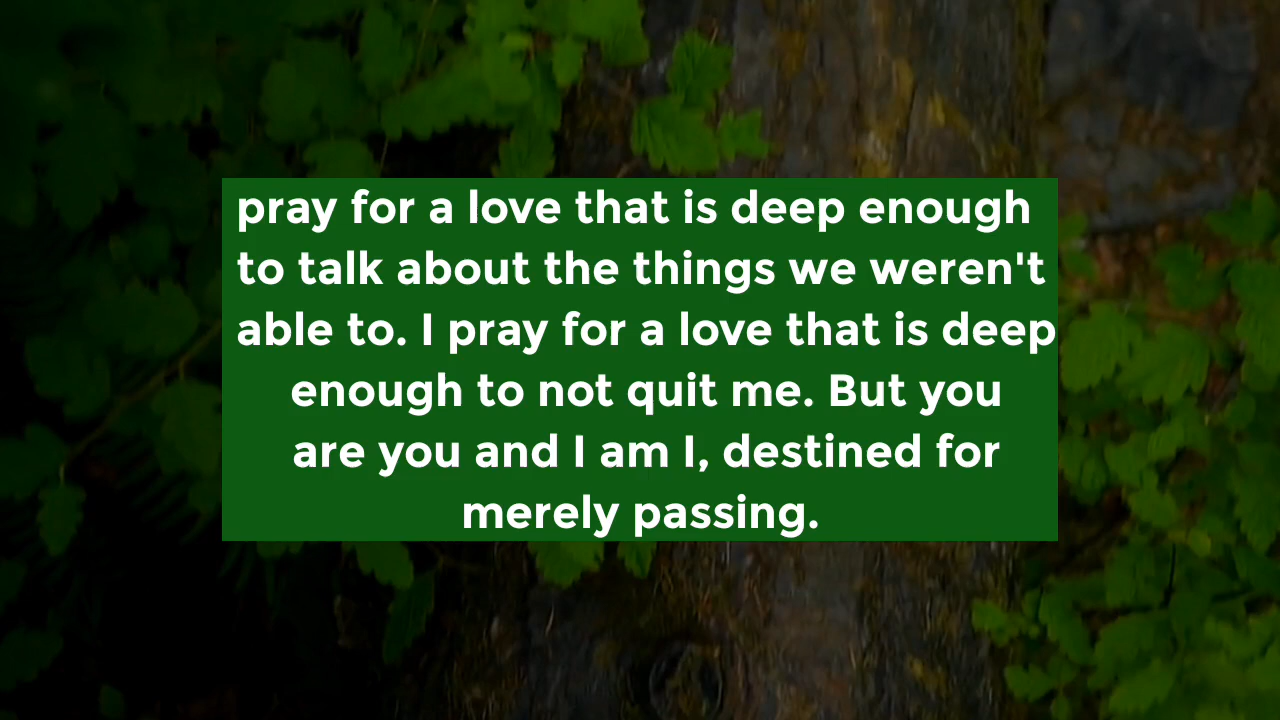 pray for a love that is deep enough
to talk about the things we weren't
able to. I pray for a love that is deep
enough to not quit me. But you
are you and I am I, destined for
merely passing.